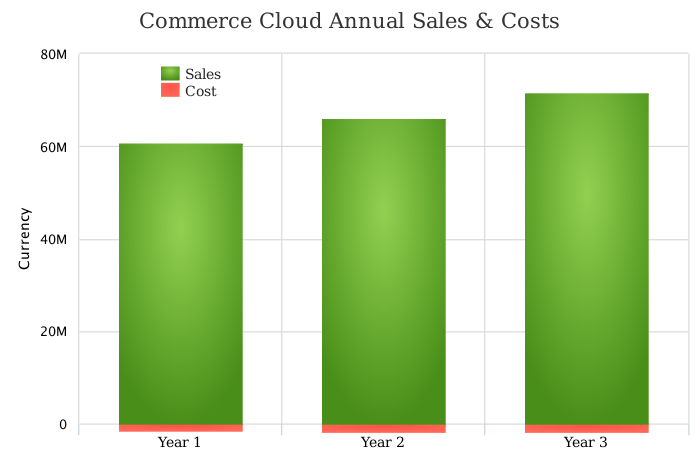 Commerce Cloud Annual Sales & Costs
80M
Sales
Cost
60M
40M
Currency
20M
0
Year 1
Year 2
Year 3